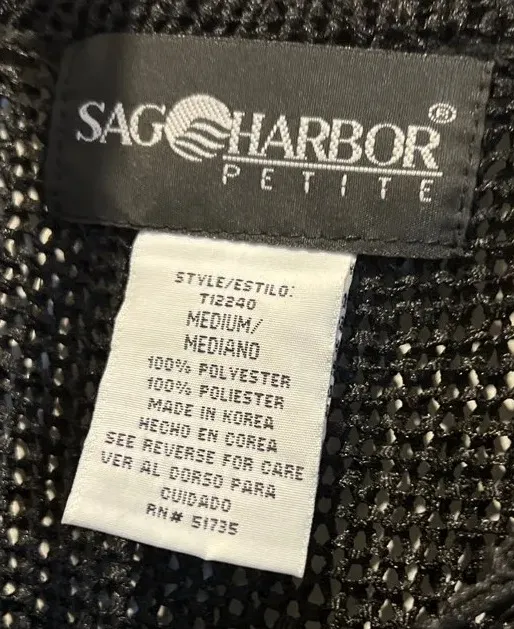 SAG HARBOR®
PETITE
STYLE/ESTILO:
T12240
MEDIUM/
MEDIANO
100% POLYESTER
100% POLIESTER
MADE IN KOREA
HECHO EN COREA
SEE REVERSE FOR CARE
VER AL DORSO PARA
CUIDADO
RN# 51735